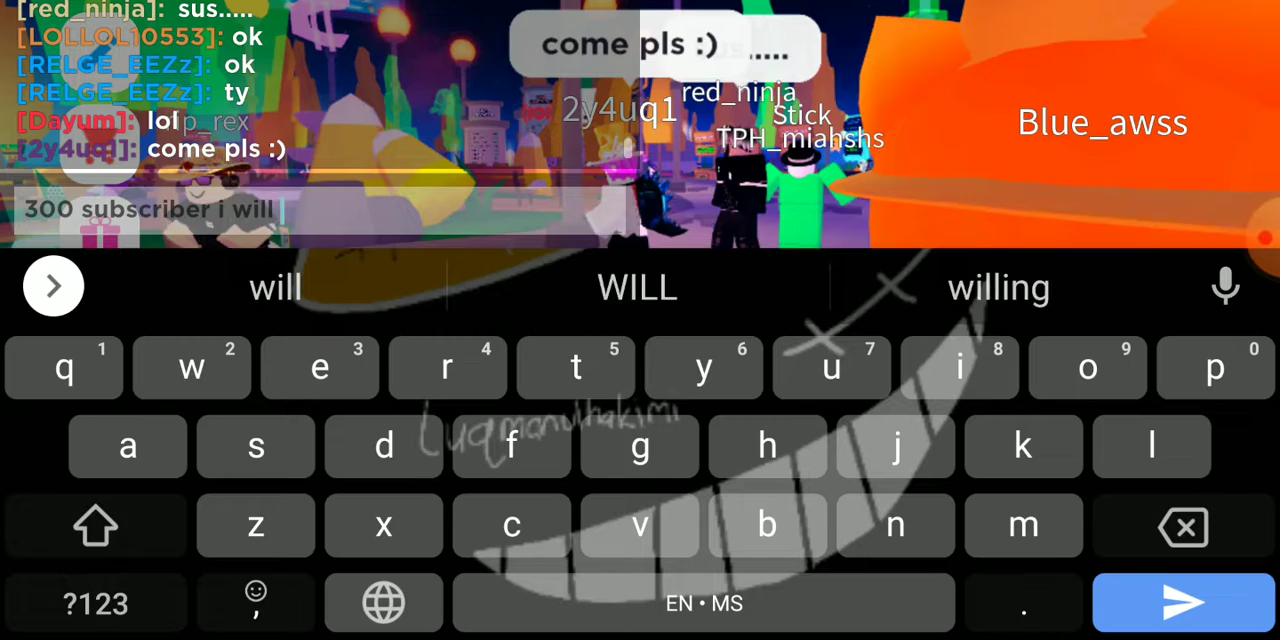 [red_ninja]: sus.....
[LOLLOL10553]: ok
[RELGE_EEZz]: ok
[RELGE_EEZz]: ty
[Dayum]: lol
[2y4uq1]: come pls :)
300 subscriber i will
come pls :)
.....
2y4uq1
red_ninja
Stick
TPH_miahshs
Blue_awss
will WILL willing
q 1 w 2 e 3 r 4 t 5 y 6 u 7 i 8 o 9 p 0
a s d f g h j k l
Luqmanulhakimi
z x c v b n m
?123 , EN • MS .